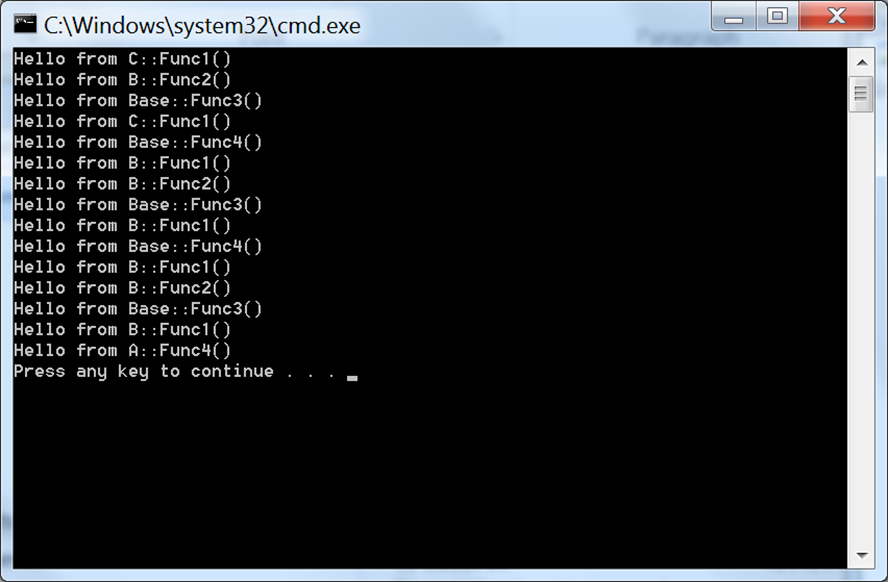 C:\Windows\system32\cmd.exe
Hello from C::Func1()
Hello from B::Func2()
Hello from Base::Func3()
Hello from C::Func1()
Hello from Base::Func4()
Hello from B::Func1()
Hello from B::Func2()
Hello from Base::Func3()
Hello from B::Func1()
Hello from Base::Func4()
Hello from B::Func1()
Hello from B::Func2()
Hello from Base::Func3()
Hello from B::Func1()
Hello from A::Func4()
Press any key to continue . . . _